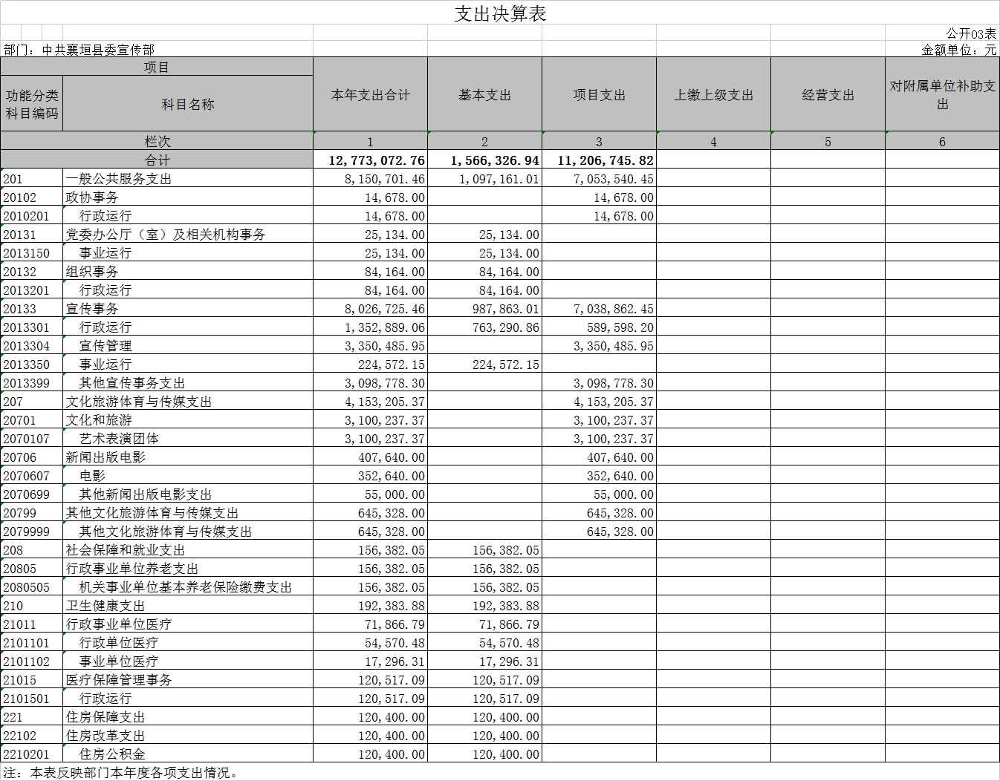 支出决算表
公开03表
部门：中共襄垣县委宣传部 金额单位：元
项目 本年支出合计 基本支出 项目支出 上缴上级支出 经营支出 对附属单位补助支出
功能分类科目编码 科目名称
栏次 1 2 3 4 5 6
合计 12,773,072.76 1,566,326.94 11,206,745.82
201 一般公共服务支出 8,150,701.46 1,097,161.01 7,053,540.45
20102 政协事务 14,678.00 14,678.00
2010201 行政运行 14,678.00 14,678.00
20131 党委办公厅（室）及相关机构事务 25,134.00 25,134.00
2013150 事业运行 25,134.00 25,134.00
20132 组织事务 84,164.00 84,164.00
2013201 行政运行 84,164.00 84,164.00
20133 宣传事务 8,026,725.46 987,863.01 7,038,862.45
2013301 行政运行 1,352,889.06 763,290.86 589,598.20
2013304 宣传管理 3,350,485.95 3,350,485.95
2013350 事业运行 224,572.15 224,572.15
2013399 其他宣传事务支出 3,098,778.30 3,098,778.30
207 文化旅游体育与传媒支出 4,153,205.37 4,153,205.37
20701 文化和旅游 3,100,237.37 3,100,237.37
2070107 艺术表演团体 3,100,237.37 3,100,237.37
20706 新闻出版电影 407,640.00 407,640.00
2070607 电影 352,640.00 352,640.00
2070699 其他新闻出版电影支出 55,000.00 55,000.00
20799 其他文化旅游体育与传媒支出 645,328.00 645,328.00
2079999 其他文化旅游体育与传媒支出 645,328.00 645,328.00
208 社会保障和就业支出 156,382.05 156,382.05
20805 行政事业单位养老支出 156,382.05 156,382.05
2080505 机关事业单位基本养老保险缴费支出 156,382.05 156,382.05
210 卫生健康支出 192,383.88 192,383.88
21011 行政事业单位医疗 71,866.79 71,866.79
2101101 行政单位医疗 54,570.48 54,570.48
2101102 事业单位医疗 17,296.31 17,296.31
21015 医疗保障管理事务 120,517.09 120,517.09
2101501 行政运行 120,517.09 120,517.09
221 住房保障支出 120,400.00 120,400.00
22102 住房改革支出 120,400.00 120,400.00
2210201 住房公积金 120,400.00 120,400.00
注：本表反映部门本年度各项支出情况。